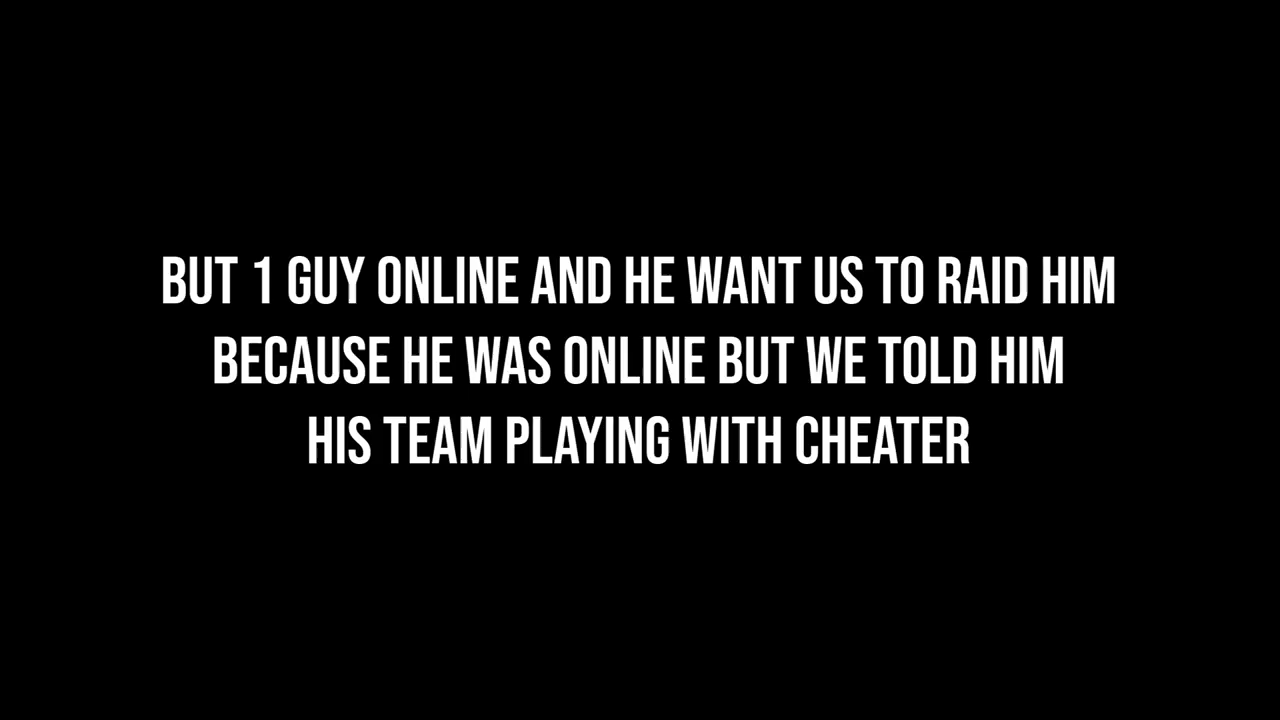 BUT 1 GUY ONLINE AND HE WANT US TO RAID HIM
BECAUSE HE WAS ONLINE BUT WE TOLD HIM
HIS TEAM PLAYING WITH CHEATER